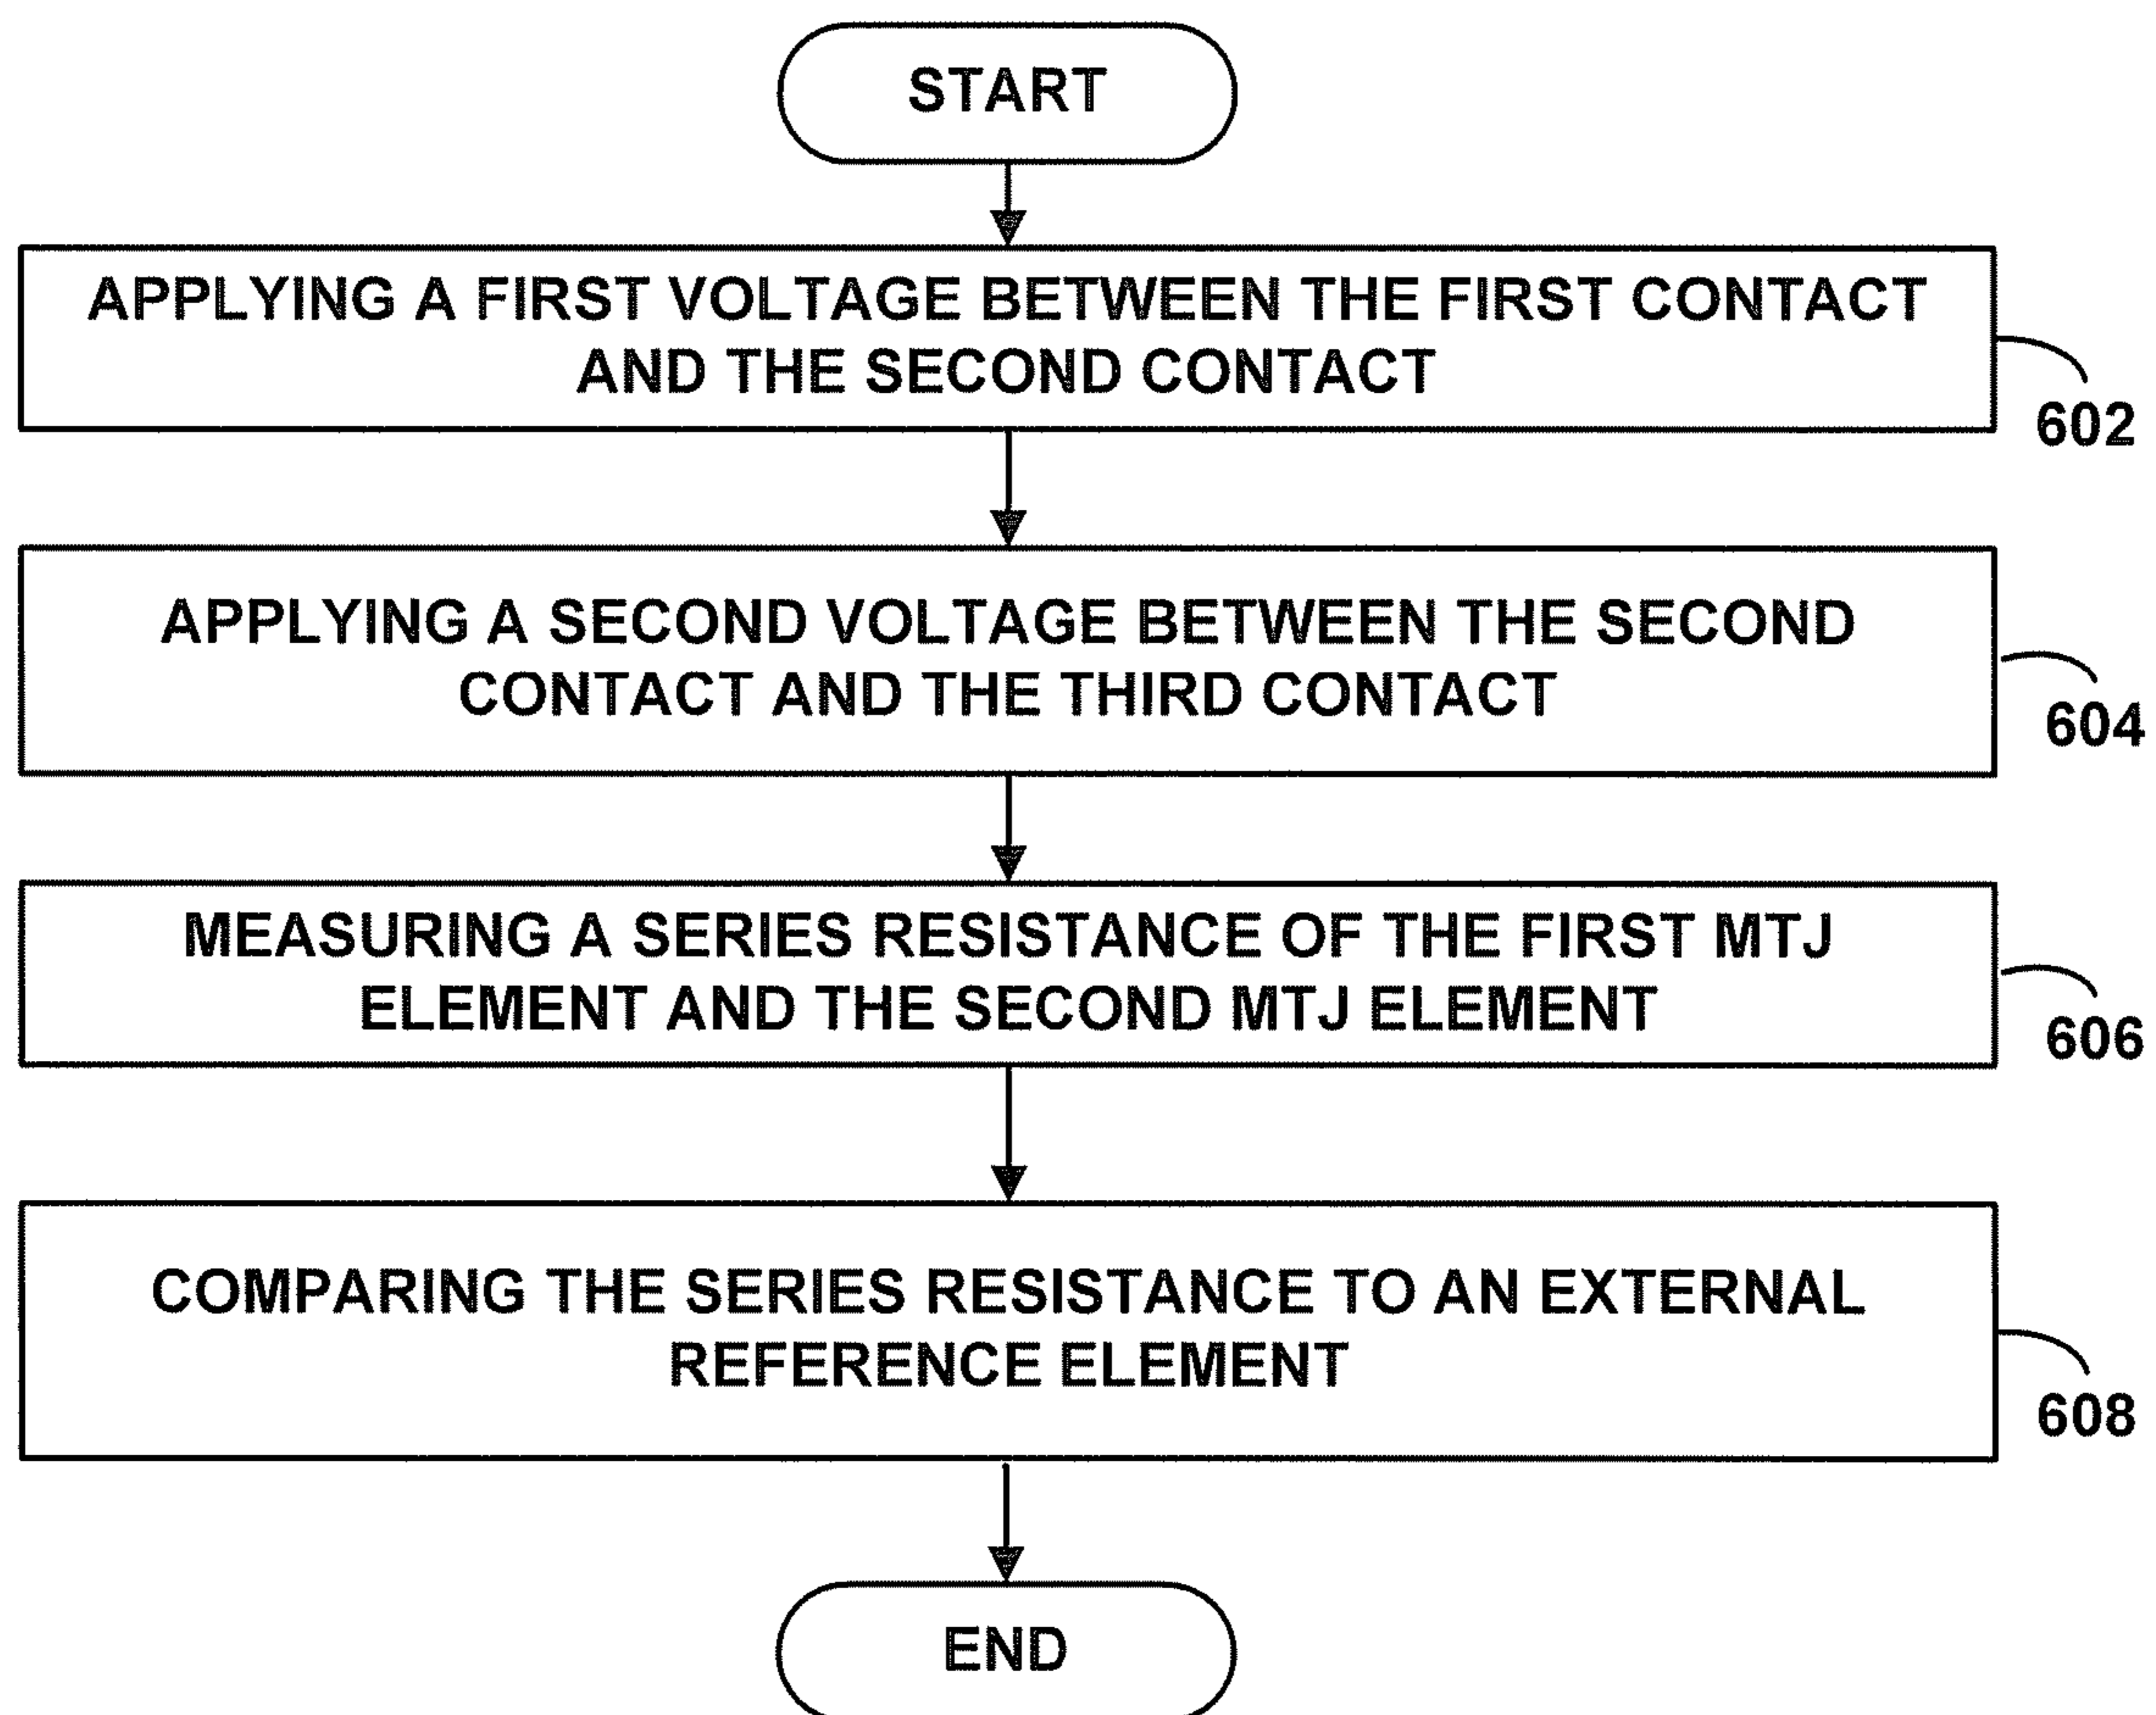 START
APPLYING A FIRST VOLTAGE BETWEEN THE FIRST CONTACT
AND THE SECOND CONTACT
602
APPLYING A SECOND VOLTAGE BETWEEN THE SECOND
CONTACT AND THE THIRD CONTACT
604
MEASURING A SERIES RESISTANCE OF THE FIRST MTJ
ELEMENT AND THE SECOND MTJ ELEMENT
606
COMPARING THE SERIES RESISTANCE TO AN EXTERNAL
REFERENCE ELEMENT
608
END